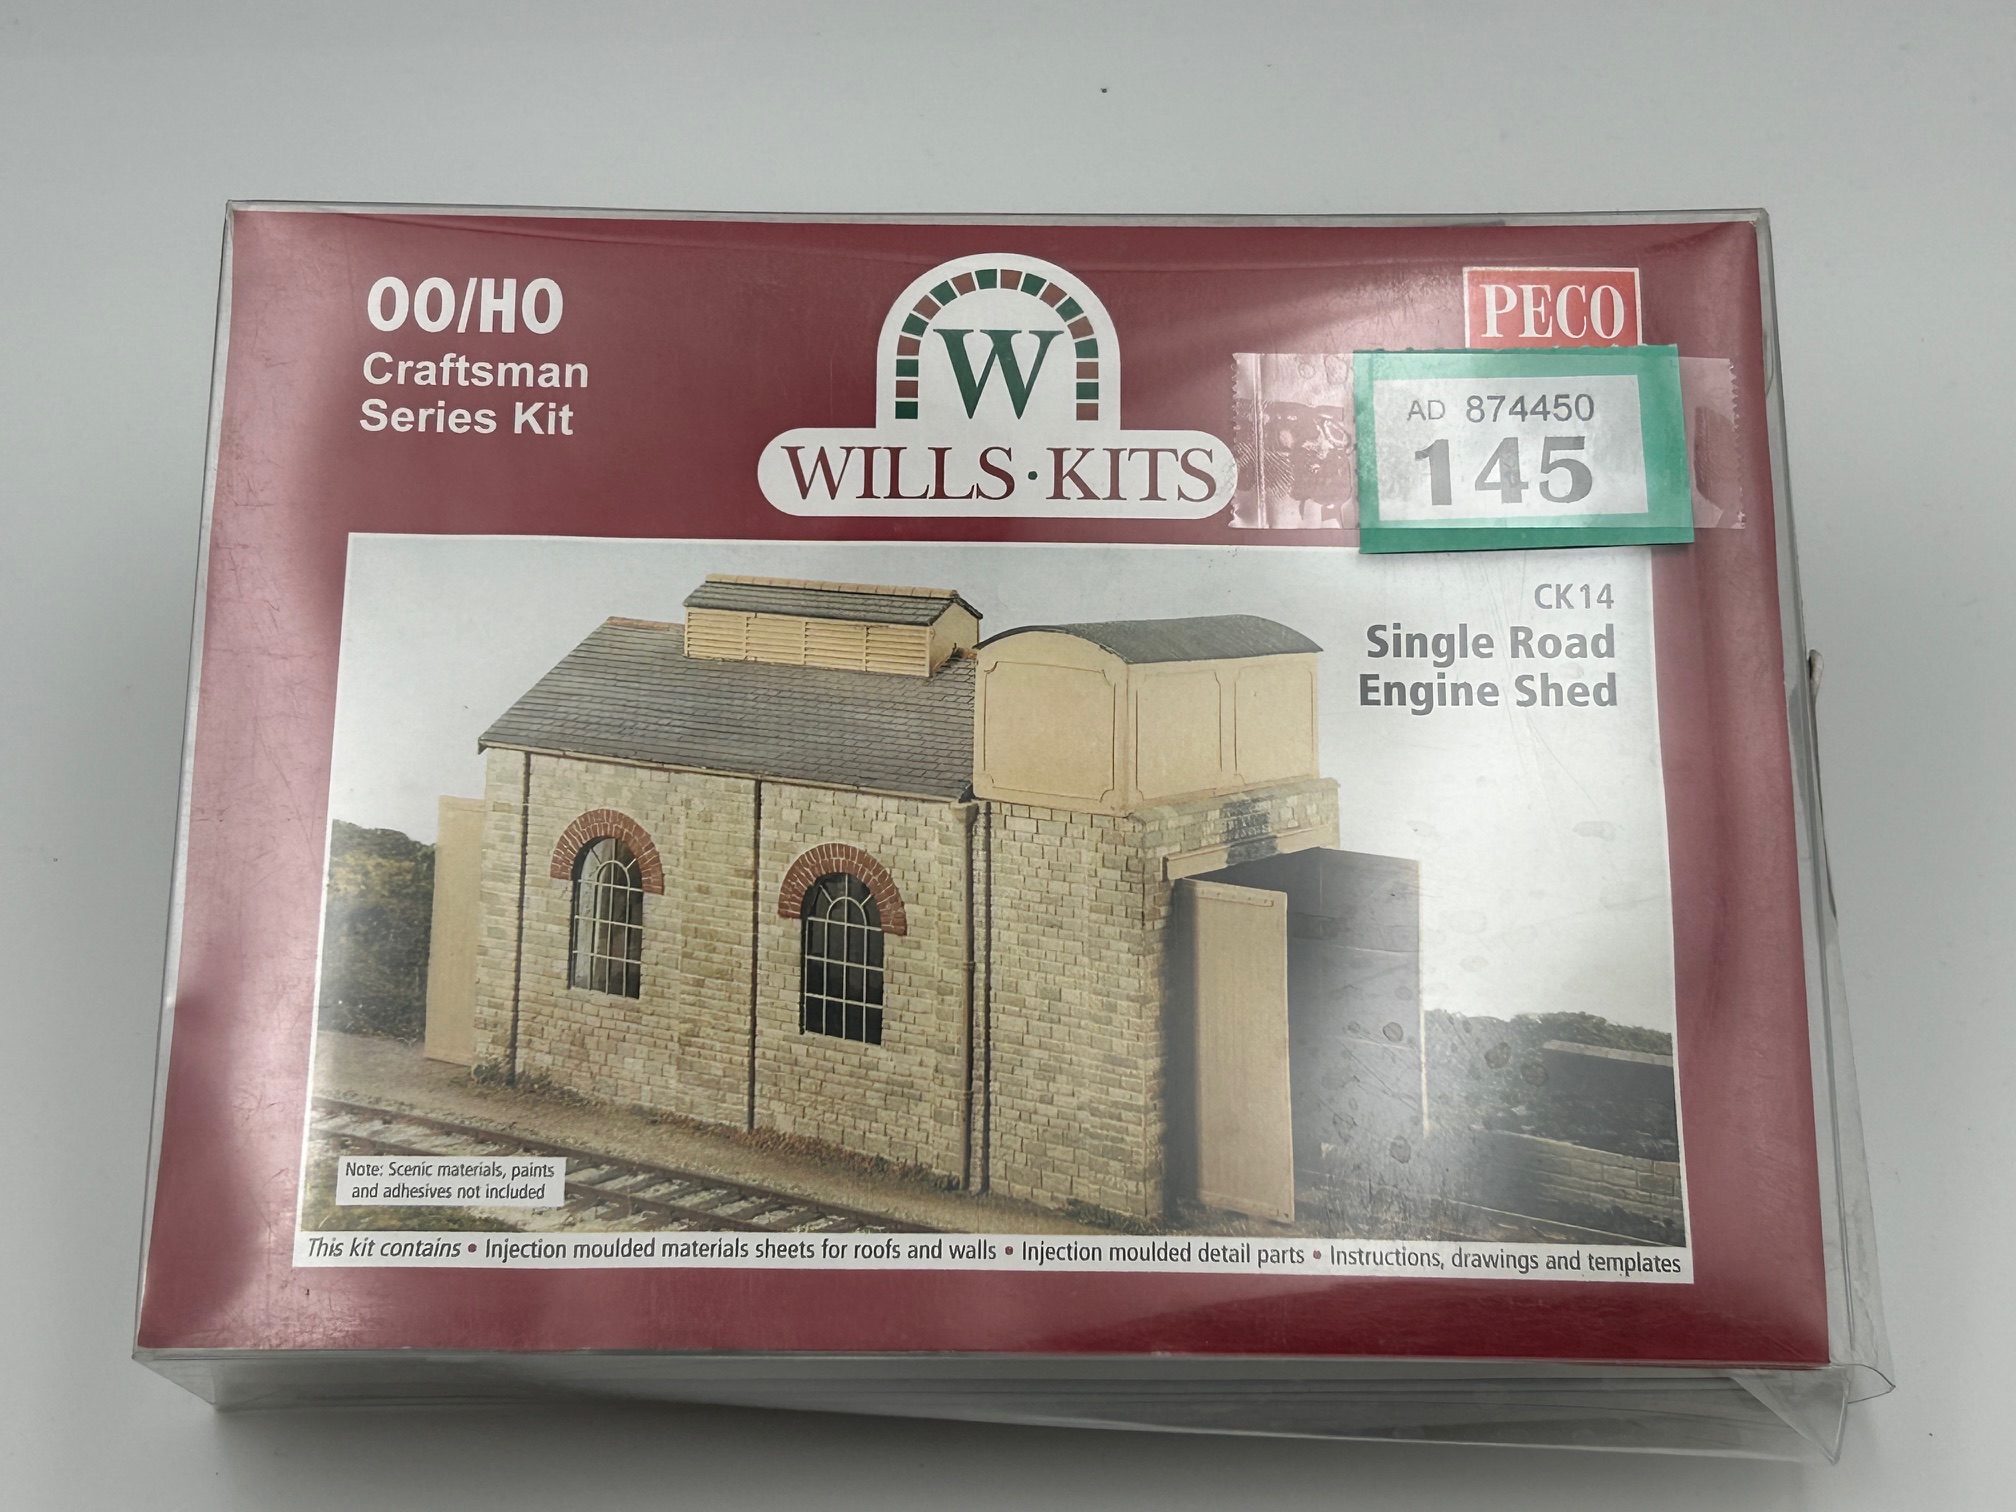 OO/HO
Craftsman
Series Kit
W
WILLS·KITS
PECO
AD 874450
145
CK14
Single Road
Engine Shed
Note: Scenic materials, paints
and adhesives not included
This kit contains • Injection moulded materials sheets for roofs and walls • Injection moulded detail parts • Instructions, drawings and templates